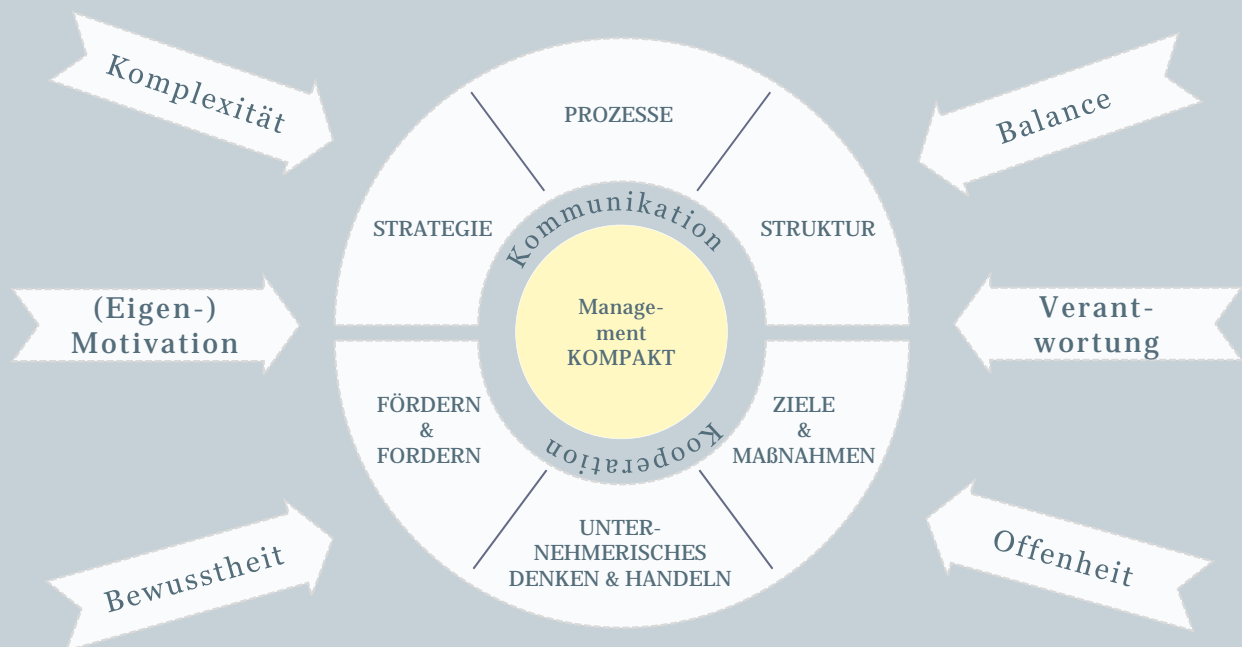 Komplexität
Balance
PROZESSE
STRATEGIE
STRUKTUR
Kommunikation
(Eigen-)
Motivation
Manage-
ment
KOMPAKT
Verant-
wortung
FÖRDERN
&
FORDERN
ZIELE
&
MAßNAHMEN
Kooperation
UNTER-
NEHMERISCHES
DENKEN & HANDELN
Bewusstheit
Offenheit